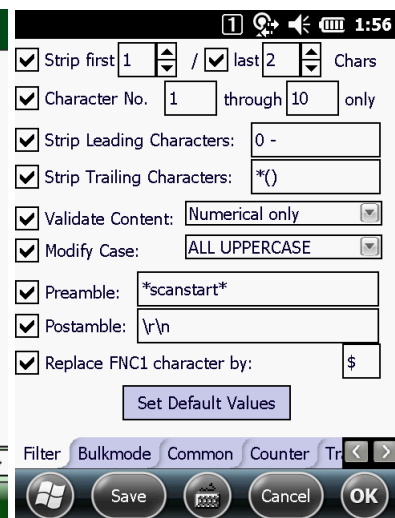 1 1:56
Strip first 1 / last 2 Chars
Character No. 1 through 10 only
Strip Leading Characters: 0 -
Strip Trailing Characters: *()
Validate Content: Numerical only
Modify Case: ALL UPPERCASE
Preamble: *scanstart*
Postamble: \r\n
Replace FNC1 character by: $
Set Default Values
Filter Bulkmode Common Counter Tr
Save Cancel OK